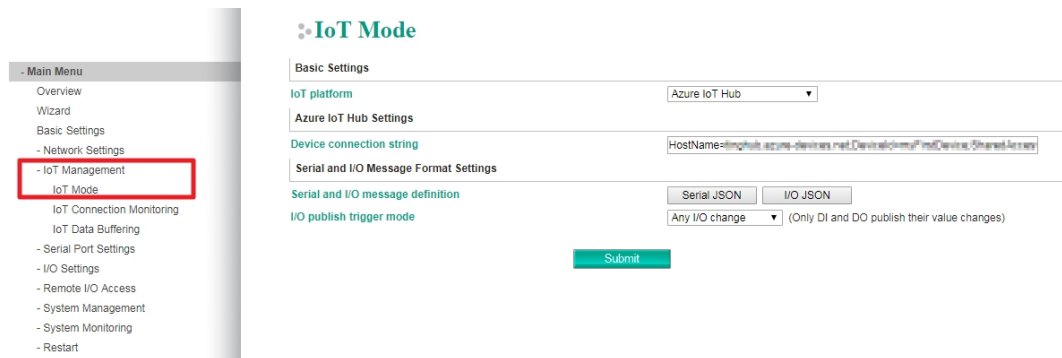 IoT Mode
- Main Menu
Overview
Wizard
Basic Settings
- Network Settings
- IoT Management
IoT Mode
IoT Connection Monitoring
IoT Data Buffering
- Serial Port Settings
- I/O Settings
- Remote I/O Access
- System Management
- System Monitoring
- Restart
Basic Settings
IoT platform Azure IoT Hub
Azure IoT Hub Settings
Device connection string HostName=
Serial and I/O Message Format Settings
Serial and I/O message definition Serial JSON I/O JSON
I/O publish trigger mode Any I/O change (Only DI and DO publish their value changes)
Submit